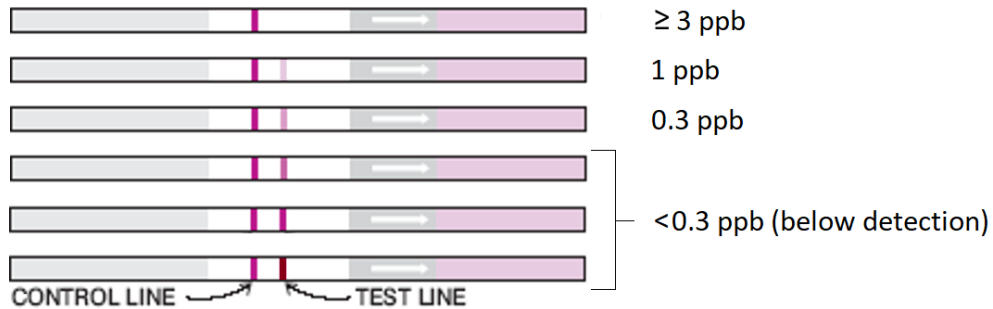 ≥ 3 ppb
1 ppb
0.3 ppb
<0.3 ppb (below detection)
CONTROL LINE TEST LINE